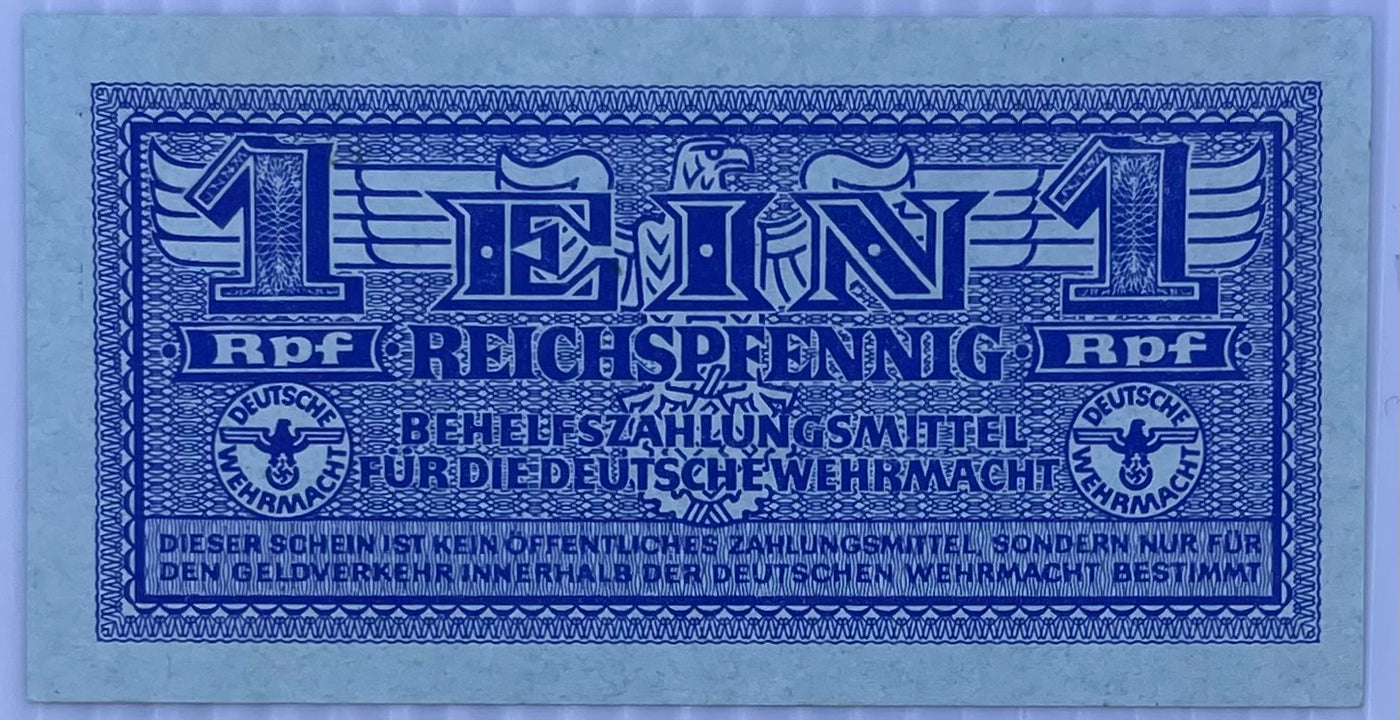 1 EIN 1
Rpf REICHSPFENNIG Rpf
DEUTSCHE WEHRMACHT
BEHELFSZAHLUNGSMITTEL
FÜR DIE DEUTSCHE WEHRMACHT
DEUTSCHE WEHRMACHT
DIESER SCHEIN IST KEIN ÖFFENTLICHES ZAHLUNGSMITTEL, SONDERN NUR FÜR
DEN GELDVERKEHR INNERHALB DER DEUTSCHEN WEHRMACHT BESTIMMT